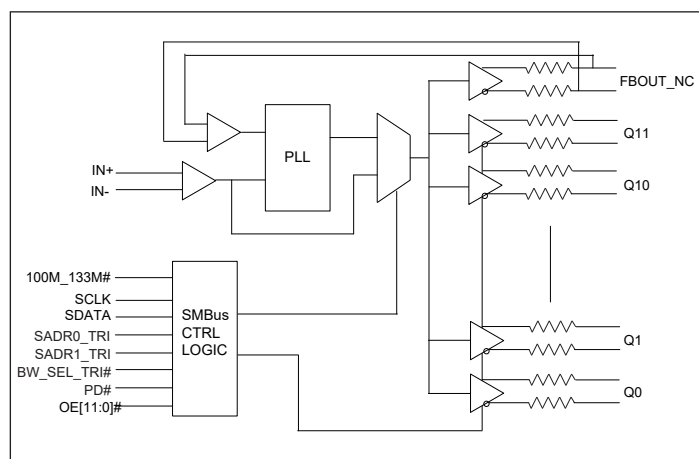 FBOUT_NC
Q11
PLL
IN+
IN-
Q10
100M_133M#
SCLK
SDATA
SADR0_TRI
SADR1_TRI
BW_SEL_TRI#
PD#
OE[11:0]#
SMBus
CTRL
LOGIC
Q1
Q0